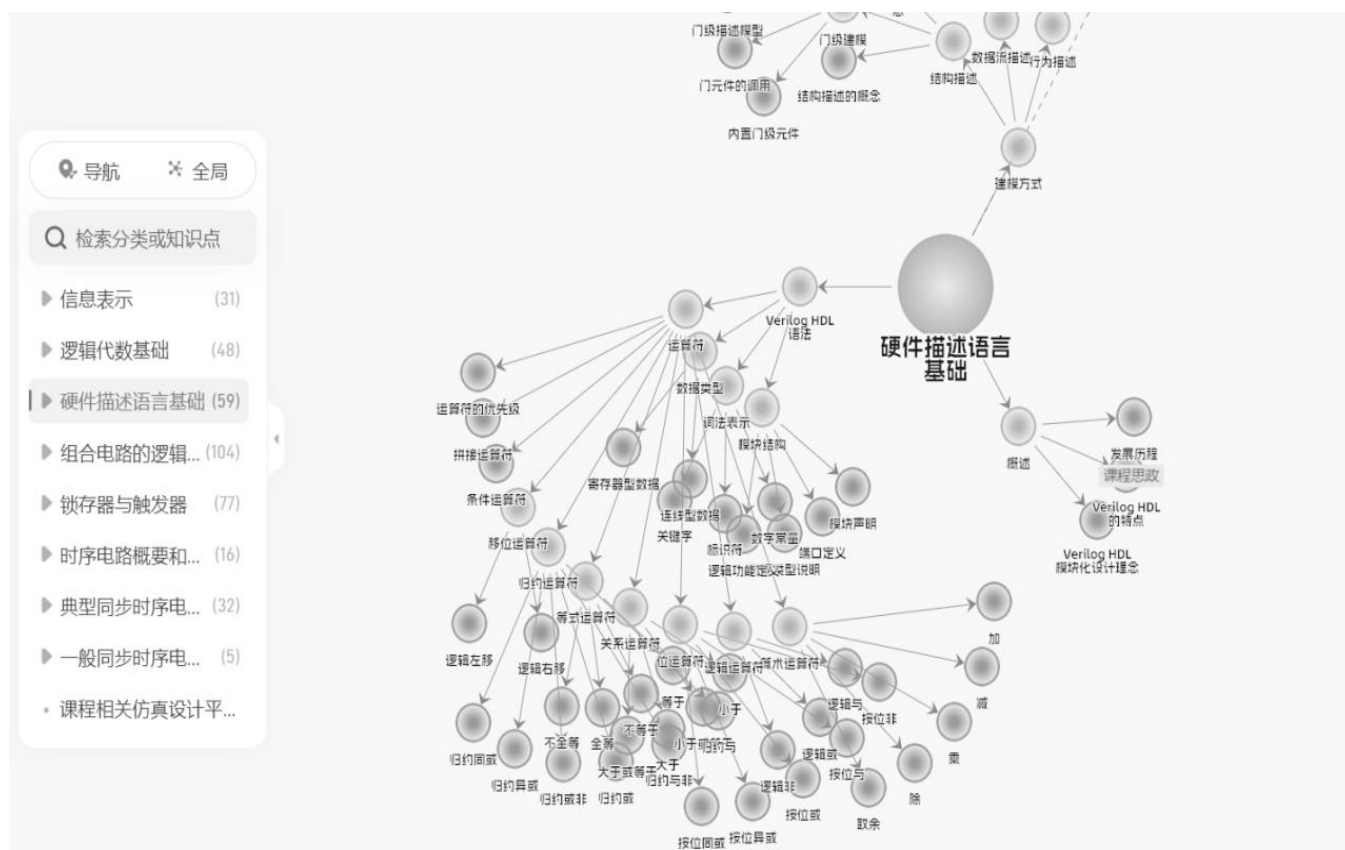 导航
全局
检索分类或知识点
信息表示 (31)
逻辑代数基础 (48)
硬件描述语言基础 (59)
组合电路的逻辑... (104)
锁存器与触发器 (77)
时序电路概要和... (16)
典型同步时序电... (32)
一般同步时序电... (5)
课程相关仿真设计平...
门级描述模型
门级建模
数据流描述
行为描述
结构描述
门元件的调用
结构描述的概念
内置门级元件
建模方式
Verilog HDL
语法
硬件描述语言
基础
运算符
数据类型
运算符的优先级
词法表示
模块结构
拼接运算符
概述
发展历程
课程思政
条件运算符
寄存器型数据
连线型数据
关键字
Verilog HDL
的特点
模块声明
标识符
数字常量
端口定义
移位运算符
Verilog HDL
模块化设计理念
逻辑功能定义
类型说明
归约运算符
等式运算符
关系运算符
加
逻辑左移
逻辑右移
位运算符
逻辑运算符
算术运算符
等于
小于
逻辑与
按位非
减
不等于
不全等
全等
归约与
逻辑或
归约同或
大于
大于或等于
归约与非
按位与
乘
归约异或
归约或非
归约或
逻辑非
按位或
除
取余
按位同或
按位异或